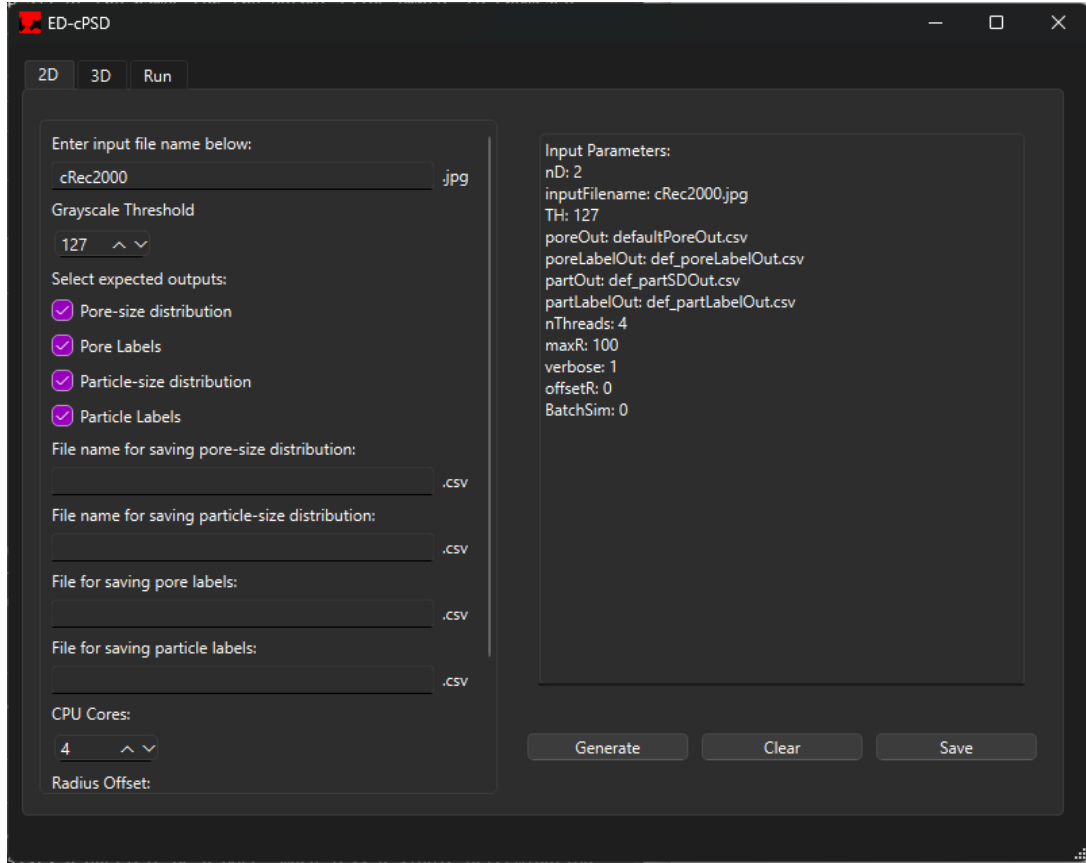 ED-cPSD
2D 3D Run
Enter input file name below:
cRec2000 .jpg
Grayscale Threshold
127
Select expected outputs:
Pore-size distribution
Pore Labels
Particle-size distribution
Particle Labels
File name for saving pore-size distribution:
.csv
File name for saving particle-size distribution:
.csv
File for saving pore labels:
.csv
File for saving particle labels:
.csv
CPU Cores:
4
Radius Offset:
Input Parameters:
nD: 2
inputFilename: cRec2000.jpg
TH: 127
poreOut: defaultPoreOut.csv
poreLabelOut: def_poreLabelOut.csv
partOut: def_partSDOut.csv
partLabelOut: def_partLabelOut.csv
nThreads: 4
maxR: 100
verbose: 1
offsetR: 0
BatchSim: 0
Generate Clear Save